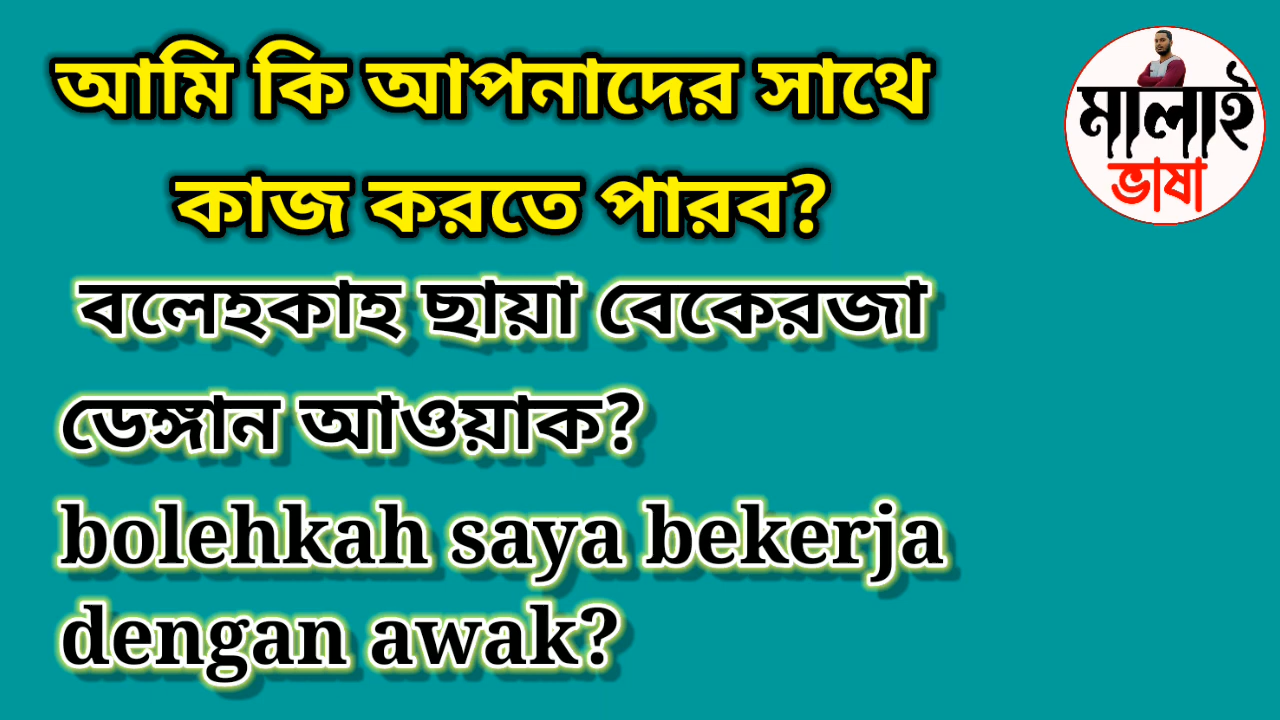 আমি কি আপনাদের সাথে
কাজ করতে পারব?
বলেহকাহ ছায়া বেকেরজা
ডেঙ্গান আওয়াক?
bolehkah saya bekerja
dengan awak?
মালাই
ভাষা